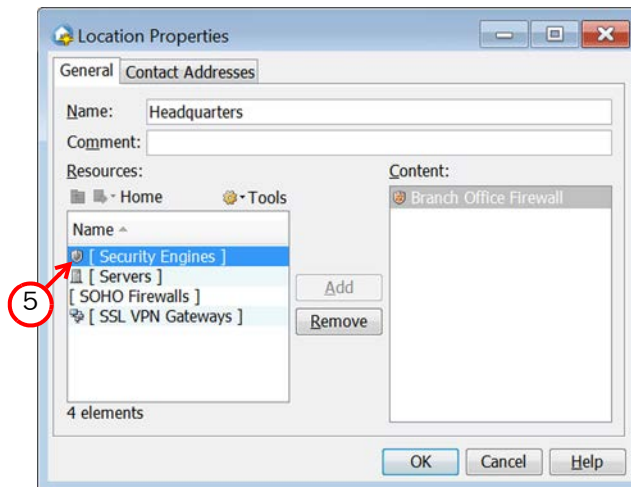 Location Properties
General Contact Addresses
Name: Headquarters
Comment:
Resources: Content:
Home Tools
Branch Office Firewall
Name
[ Security Engines ]
[ Servers ]
[ SOHO Firewalls ]
[ SSL VPN Gateways ]
5
Add
Remove
4 elements
OK Cancel Help